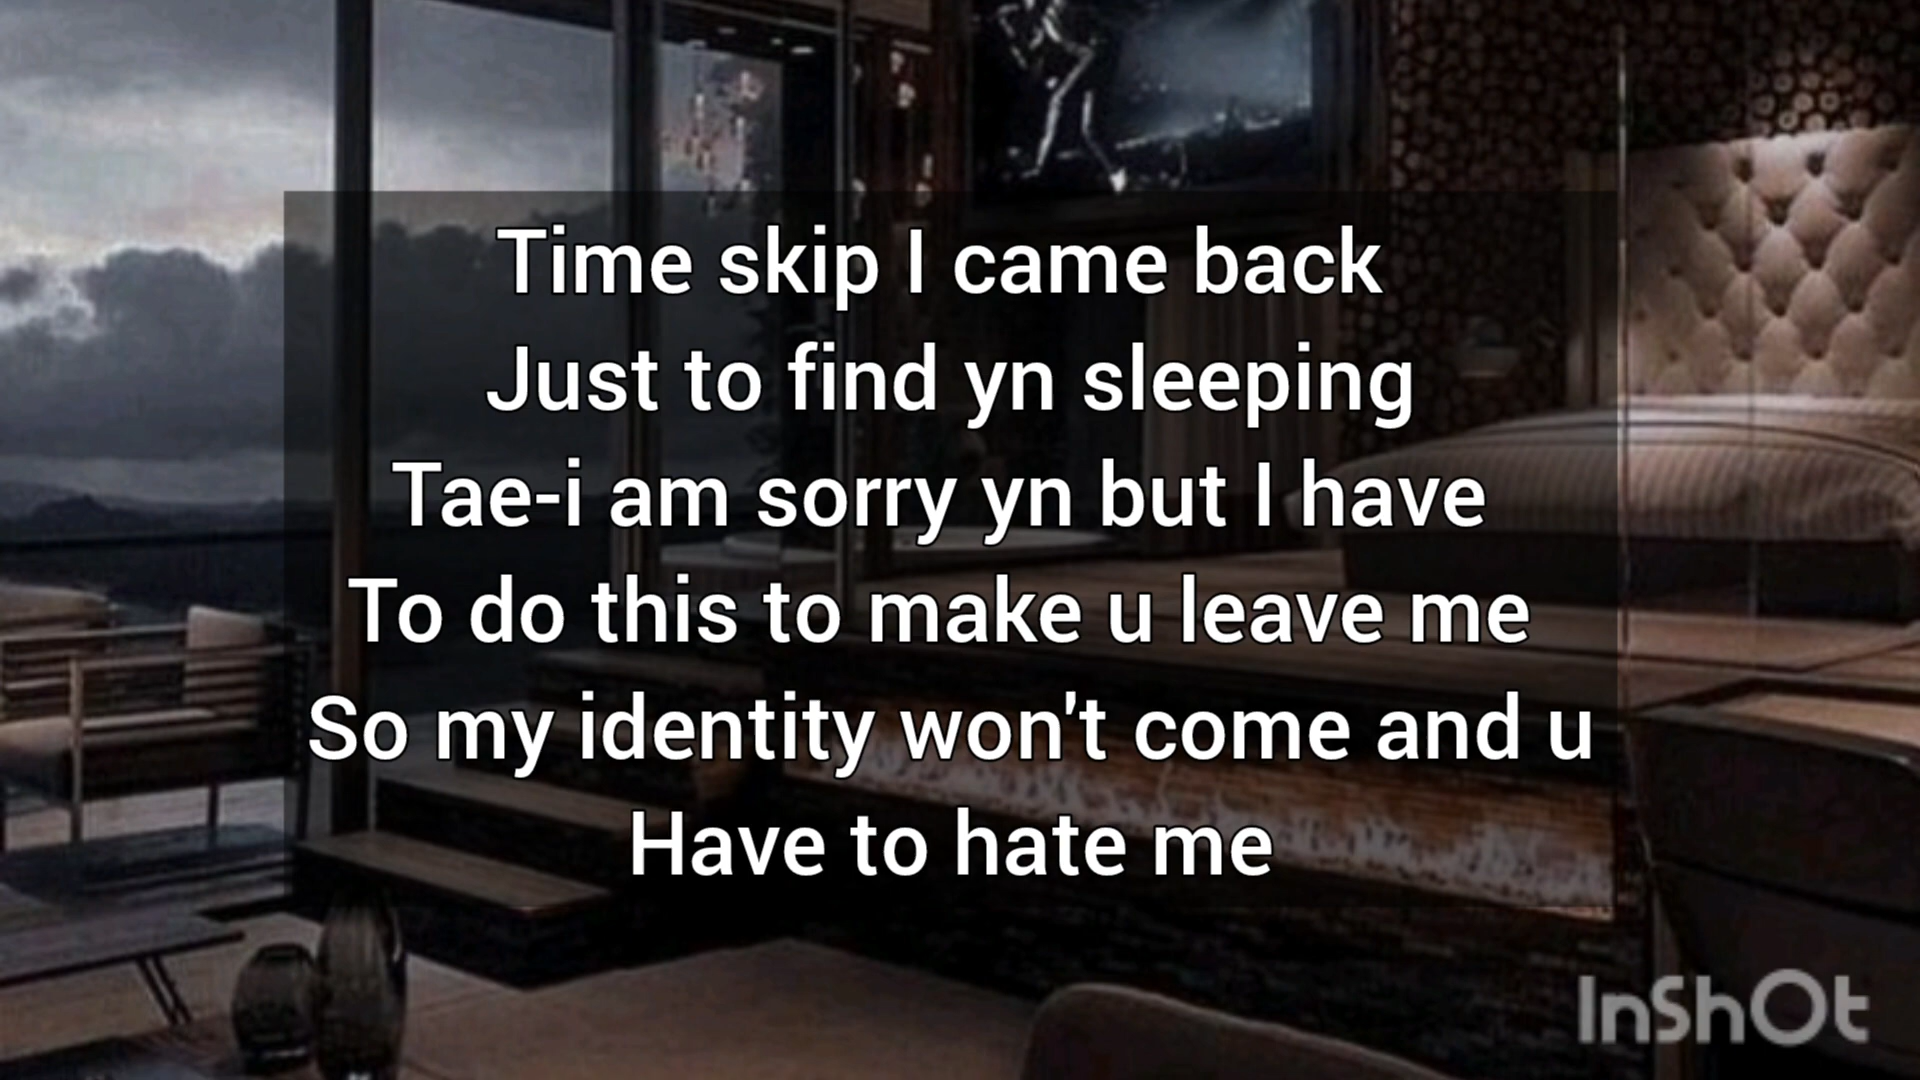 Time skip I came back
Just to find yn sleeping
Tae-i am sorry yn but I have
To do this to make u leave me
So my identity won't come and u
Have to hate me
InShOt